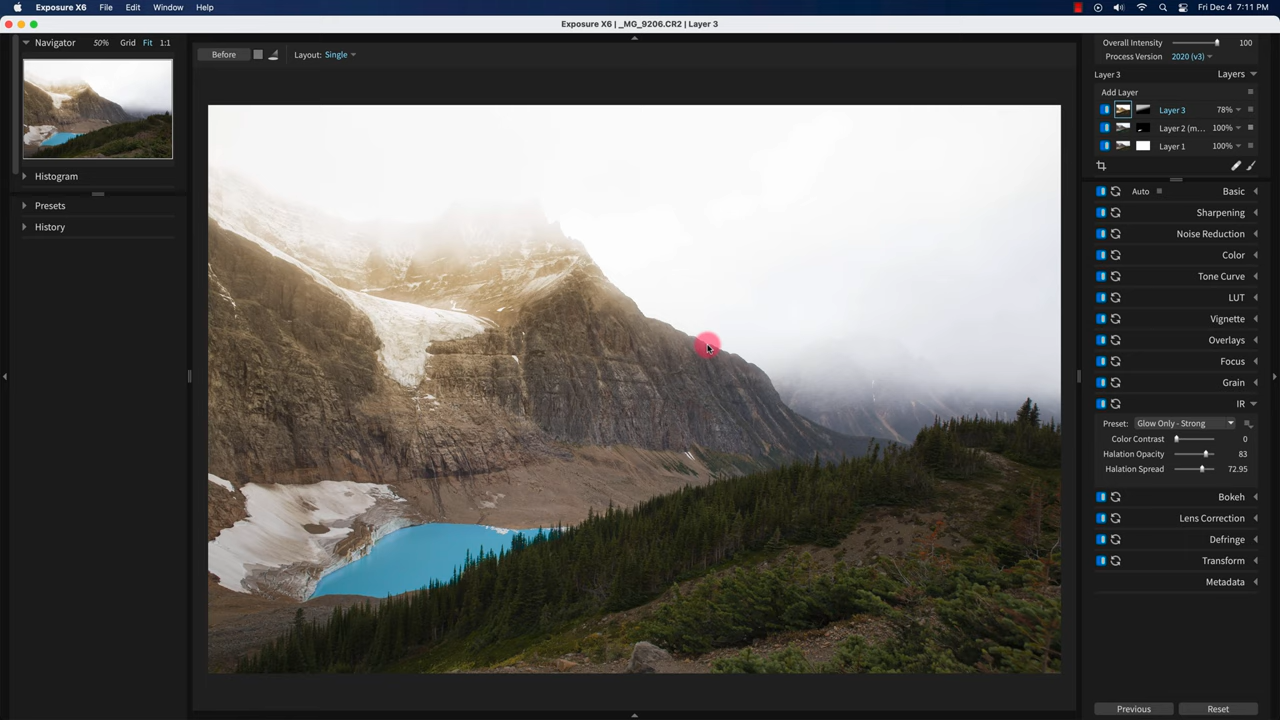 Exposure X6 File Edit Window Help Fri Dec 4 7:11 PM
Exposure X6 | _MG_9206.CR2 | Layer 3
Navigator 50% Grid Fit 1:1
Histogram
Presets
History
Before Layout: Single
Overall Intensity 100
Process Version 2020 (v3)
Layer 3 Layers
Add Layer
Layer 3 78%
Layer 2 (m... 100%
Layer 1 100%
Auto Basic
Sharpening
Noise Reduction
Color
Tone Curve
LUT
Vignette
Overlays
Focus
Grain
IR
Preset: Glow Only - Strong
Color Contrast 0
Halation Opacity 83
Halation Spread 72.95
Bokeh
Lens Correction
Defringe
Transform
Metadata
Previous Reset